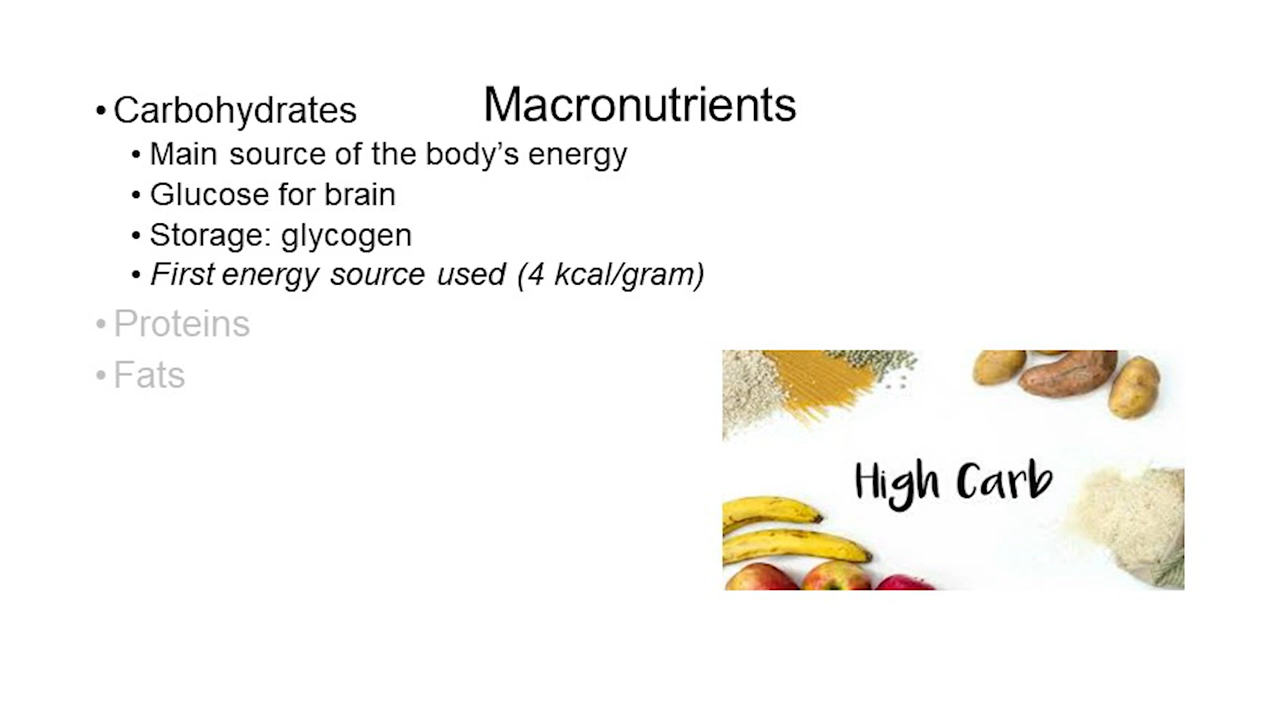 Macronutrients
• Carbohydrates
• Main source of the body’s energy
• Glucose for brain
• Storage: glycogen
• First energy source used (4 kcal/gram)
• Proteins
• Fats
High Carb